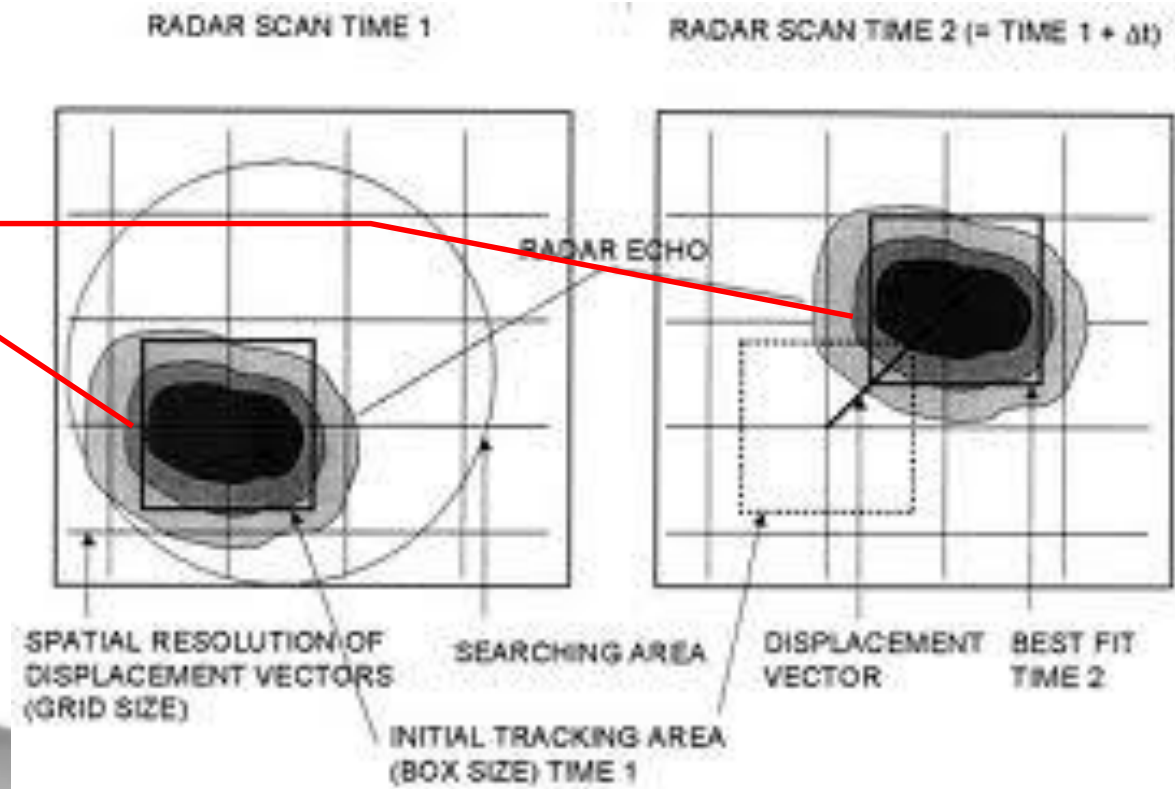 RADAR SCAN TIME 1
RADAR SCAN TIME 2 (= TIME 1 + Δt)
RADAR ECHO
SPATIAL RESOLUTION OF
DISPLACEMENT VECTORS
(GRID SIZE)
SEARCHING AREA
DISPLACEMENT
VECTOR
BEST FIT
TIME 2
INITIAL TRACKING AREA
(BOX SIZE) TIME 1